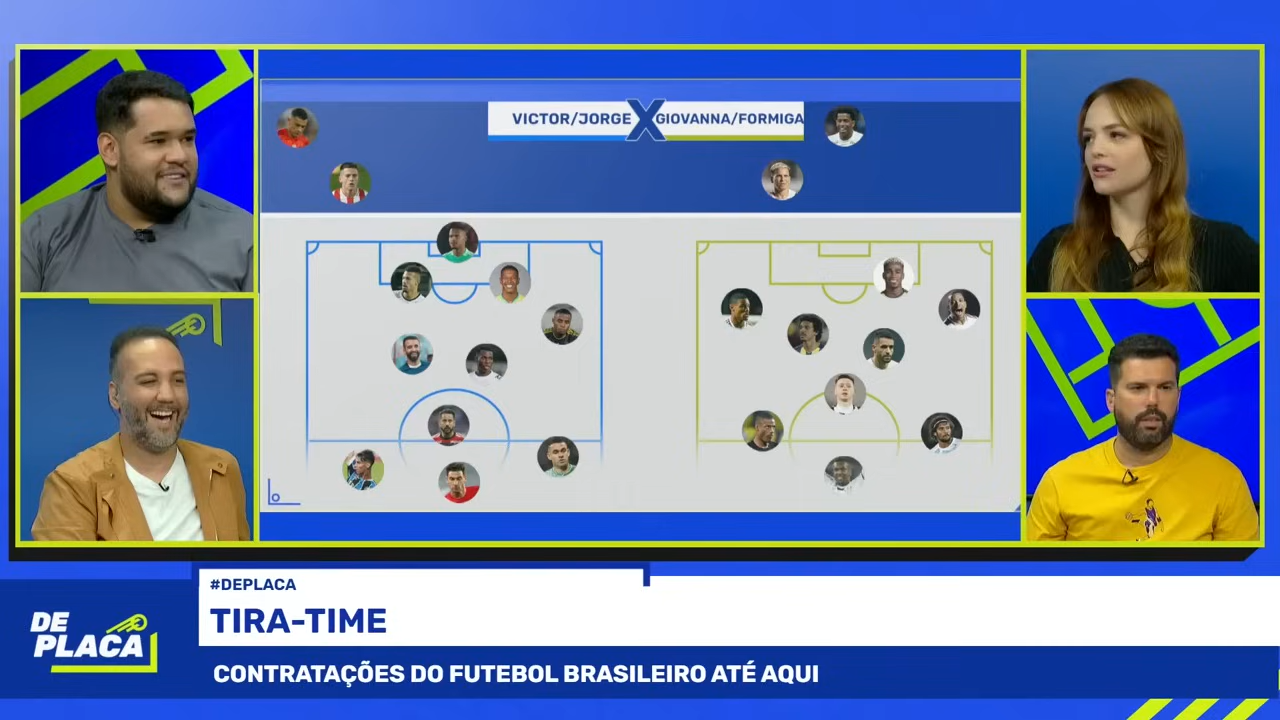 VICTOR/JORGE X GIOVANNA/FORMIGA
#DEPLACA
TIRA-TIME
DE
PLACA
CONTRATAÇÕES DO FUTEBOL BRASILEIRO ATÉ AQUI